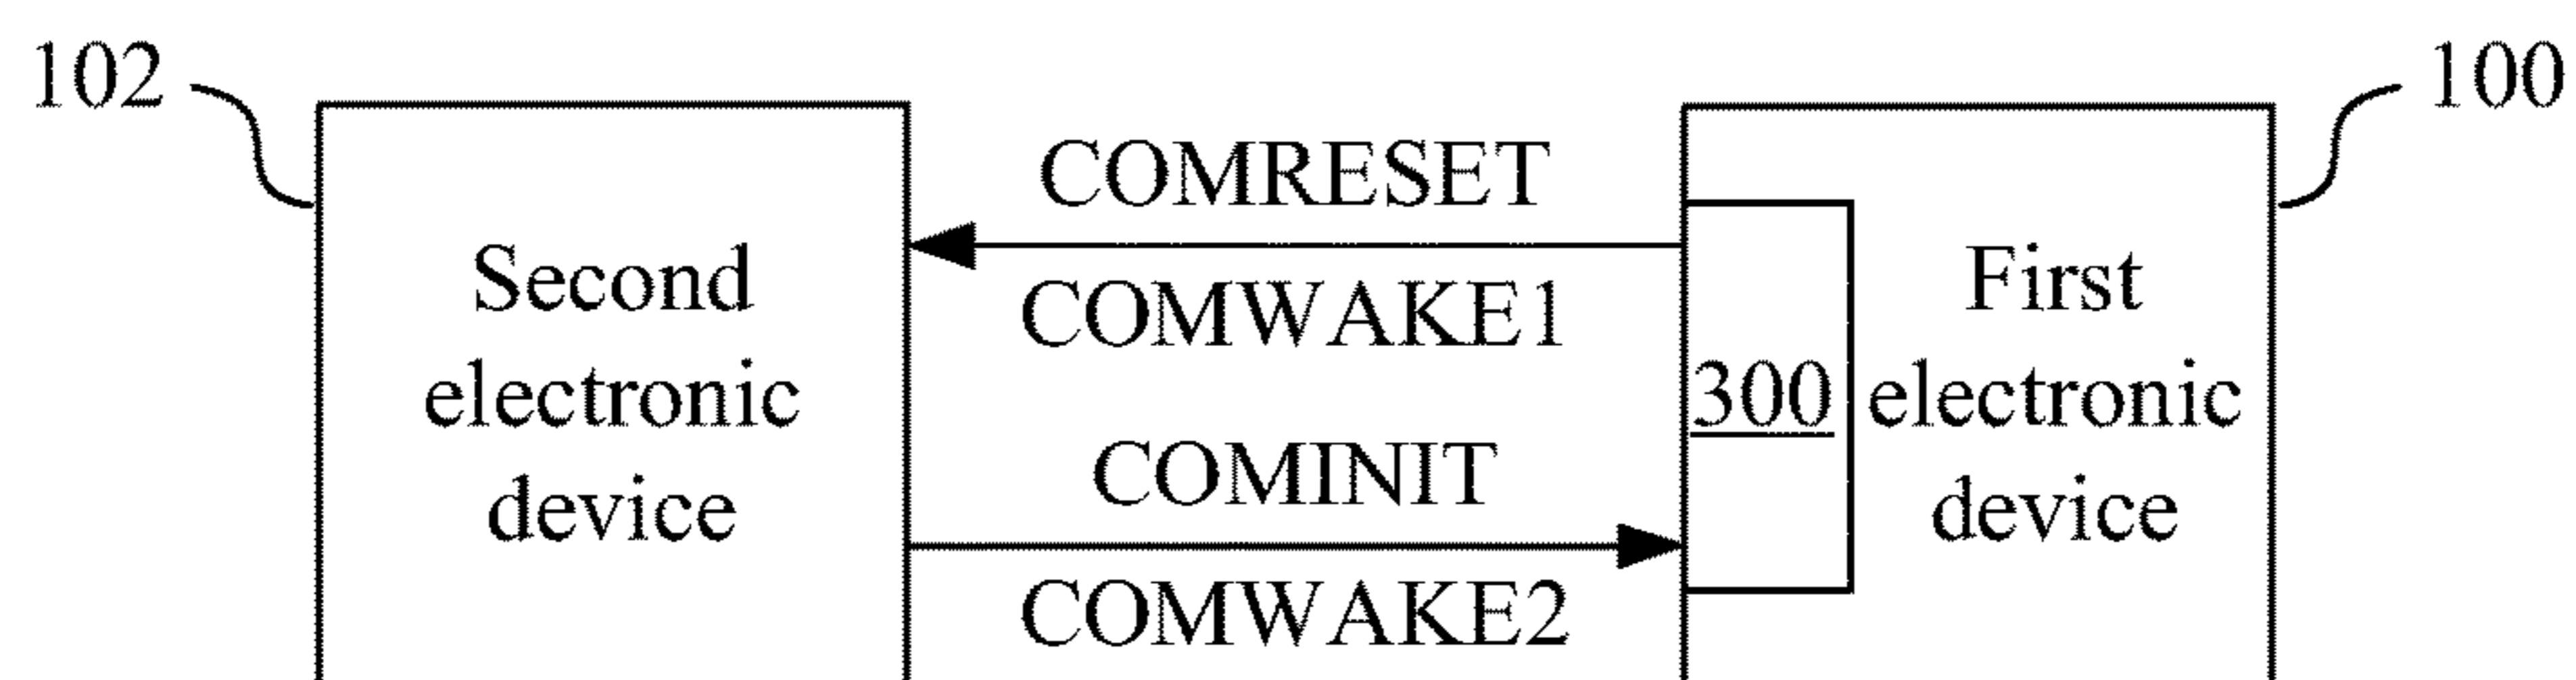 102
100
COMRESET
Second
electronic
device
COMWAKE1
COMINIT
COMWAKE2
300
First
electronic
device